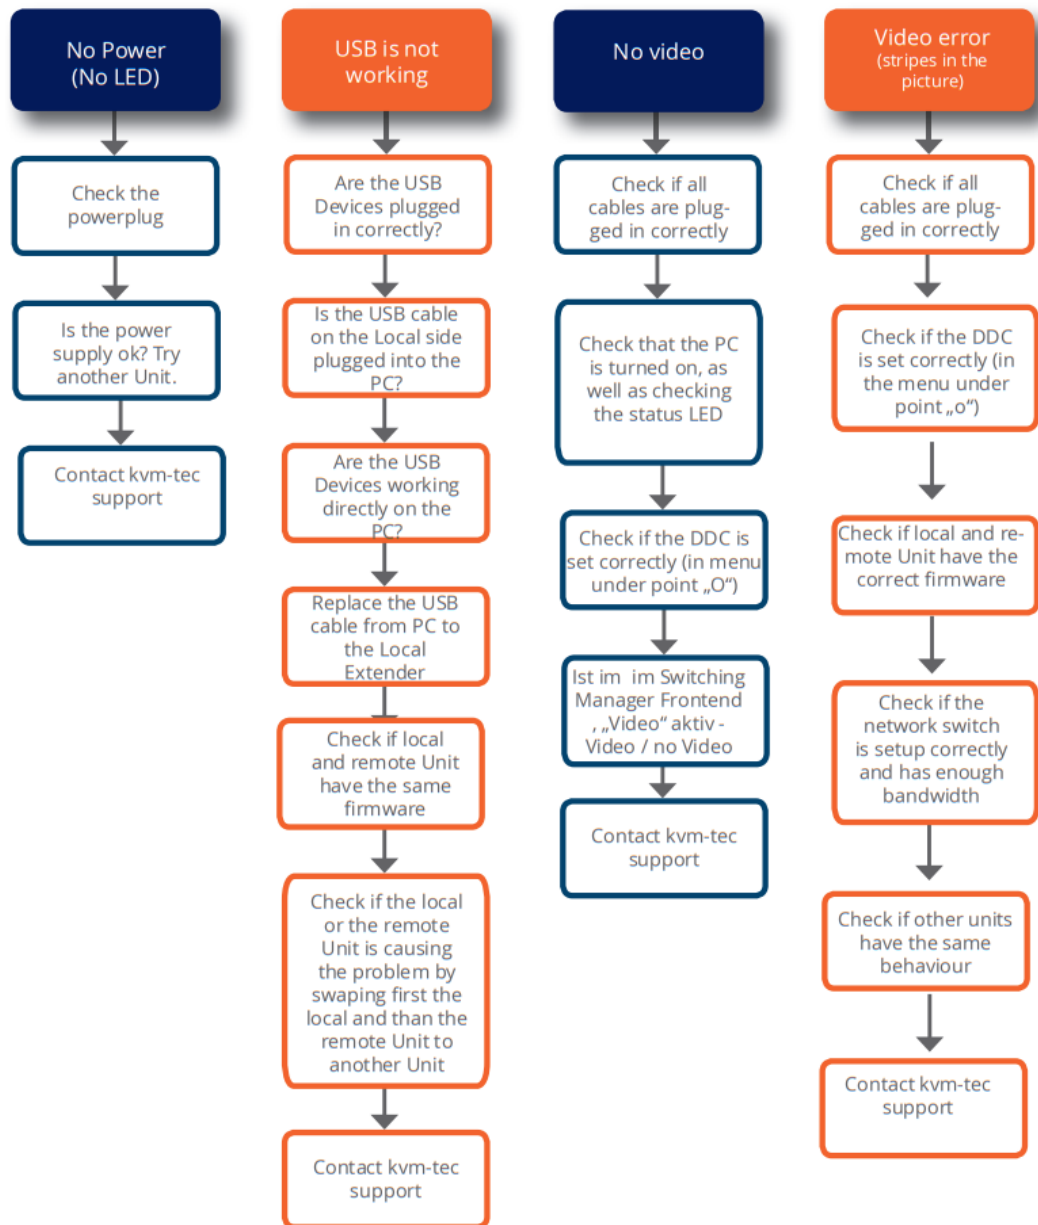 No Power
(No LED)
Check the
powerplug
Is the power
supply ok? Try
another Unit.
Contact kvm-tec
support
USB is not
working
Are the USB
Devices plugged
in correctly?
Is the USB cable
on the Local side
plugged into the
PC?
Are the USB
Devices working
directly on the
PC?
Replace the USB
cable from PC to
the Local
Extender
Check if local
and remote Unit
have the same
firmware
Check if the local
or the remote
Unit is causing
the problem by
swaping first the
local and than the
remote Unit to
another Unit
Contact kvm-tec
support
No video
Check if all
cables are plug-
ged in correctly
Check that the PC
is turned on, as
well as checking
the status LED
Check if the DDC is
set correctly (in menu
under point „O“)
Ist im  im Switching
Manager Frontend
, „Video“ aktiv -
Video / no Video
Contact kvm-tec
support
Video error
(stripes in the
picture)
Check if all
cables are plug-
ged in correctly
Check if the DDC
is set correctly (in
the menu under
point „o“)
Check if local and re-
mote Unit have the
correct firmware
Check if the
network switch
is setup correctly
and has enough
bandwidth
Check if other units
have the same
behaviour
Contact kvm-tec
support